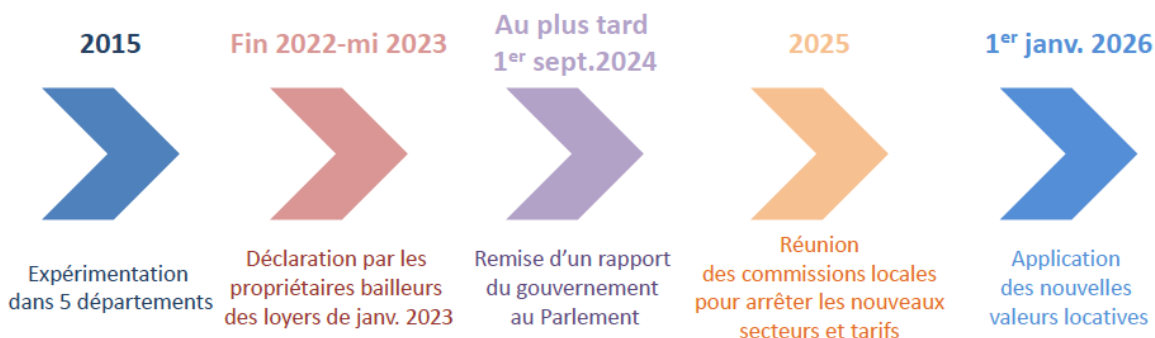 2015
Expérimentation
dans 5 départements
Fin 2022-mi 2023
Déclaration par les
propriétaires bailleurs
des loyers de janv. 2023
Au plus tard
1er sept.2024
Remise d’un rapport
du gouvernement
au Parlement
2025
Réunion
des commissions locales
pour arrêter les nouveaux
secteurs et tarifs
1er janv. 2026
Application
des nouvelles
valeurs locatives